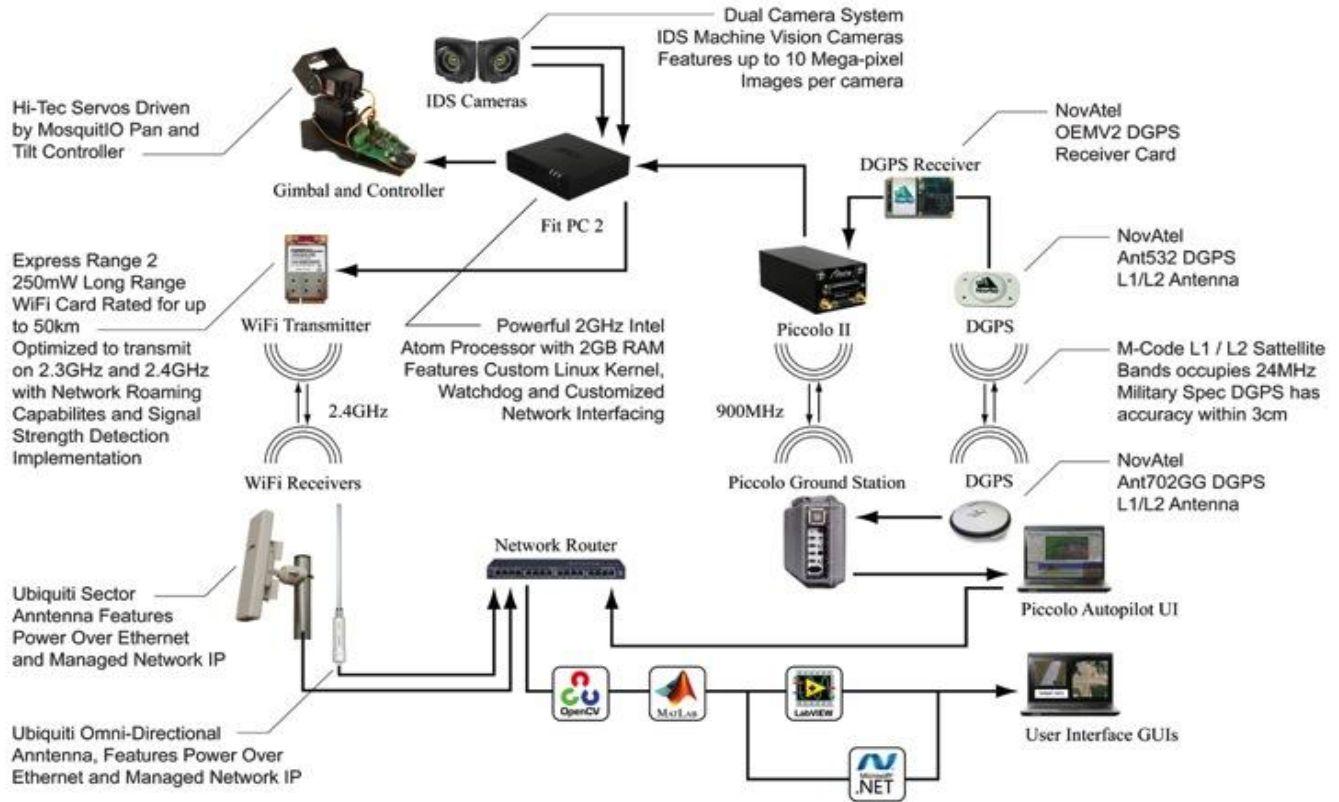 Dual Camera System
IDS Machine Vision Cameras
Features up to 10 Mega-pixel
Images per camera
IDS Cameras
Hi-Tec Servos Driven
by MosquitIO Pan and
Tilt Controller
Gimbal and Controller
Fit PC 2
NovAtel
OEMV2 DGPS
Receiver Card
DGPS Receiver
Express Range 2
250mW Long Range
WiFi Card Rated for up
to 50km
Optimized to transmit
on 2.3GHz and 2.4GHz
with Network Roaming
Capabilites and Signal
Strength Detection
Implementation
WiFi Transmitter
Powerful 2GHz Intel
Atom Processor with 2GB RAM
Features Custom Linux Kernel,
Watchdog and Customized
Network Interfacing
Piccolo II
DGPS
NovAtel
Ant532 DGPS
L1/L2 Antenna
2.4GHz
900MHz
M-Code L1 / L2 Sattellite
Bands occupies 24MHz
Military Spec DGPS has
accuracy within 3cm
WiFi Receivers
Piccolo Ground Station
DGPS
NovAtel
Ant702GG DGPS
L1/L2 Antenna
Network Router
Piccolo Autopilot UI
Ubiquiti Sector
Anntenna Features
Power Over Ethernet
and Managed Network IP
Ubiquiti Omni-Directional
Anntenna, Features Power Over
Ethernet and Managed Network IP
OpenCV
MATLAB
LabVIEW
Microsoft
.NET
User Interface GUIs